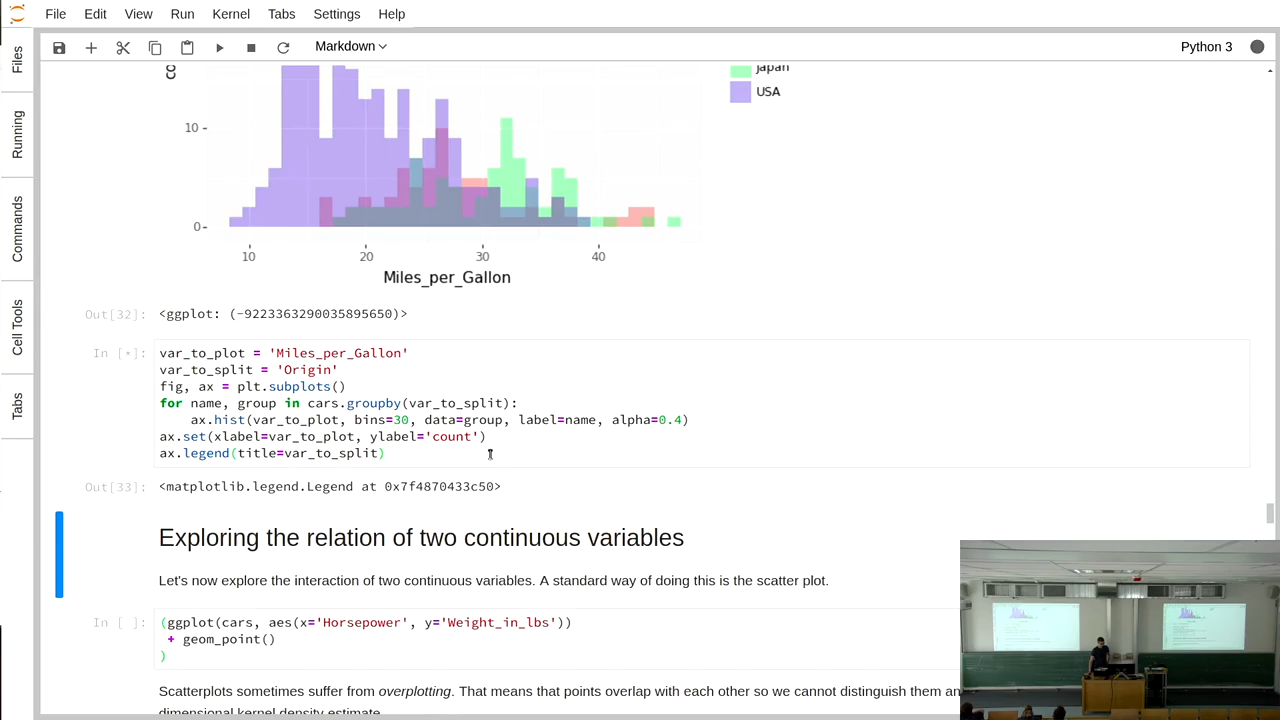 File Edit View Run Kernel Tabs Settings Help
Markdown
Python 3
Files
Running
Commands
Cell Tools
Tabs
co
Japan
USA
10
0
10 20 30 40
Miles_per_Gallon
Out[32]: <ggplot: (-9223363290035895650)>
In [*]: var_to_plot = 'Miles_per_Gallon'
var_to_split = 'Origin'
fig, ax = plt.subplots()
for name, group in cars.groupby(var_to_split):
ax.hist(var_to_plot, bins=30, data=group, label=name, alpha=0.4)
ax.set(xlabel=var_to_plot, ylabel='count')
ax.legend(title=var_to_split)
Out[33]: <matplotlib.legend.Legend at 0x7f4870433c50>
Exploring the relation of two continuous variables
Let's now explore the interaction of two continuous variables. A standard way of doing this is the scatter plot.
In [ ]: (ggplot(cars, aes(x='Horsepower', y='Weight_in_lbs'))
+ geom_point()
)
Scatterplots sometimes suffer from overplotting. That means that points overlap with each other so we cannot distinguish them an
dimensional kernel density estimate.